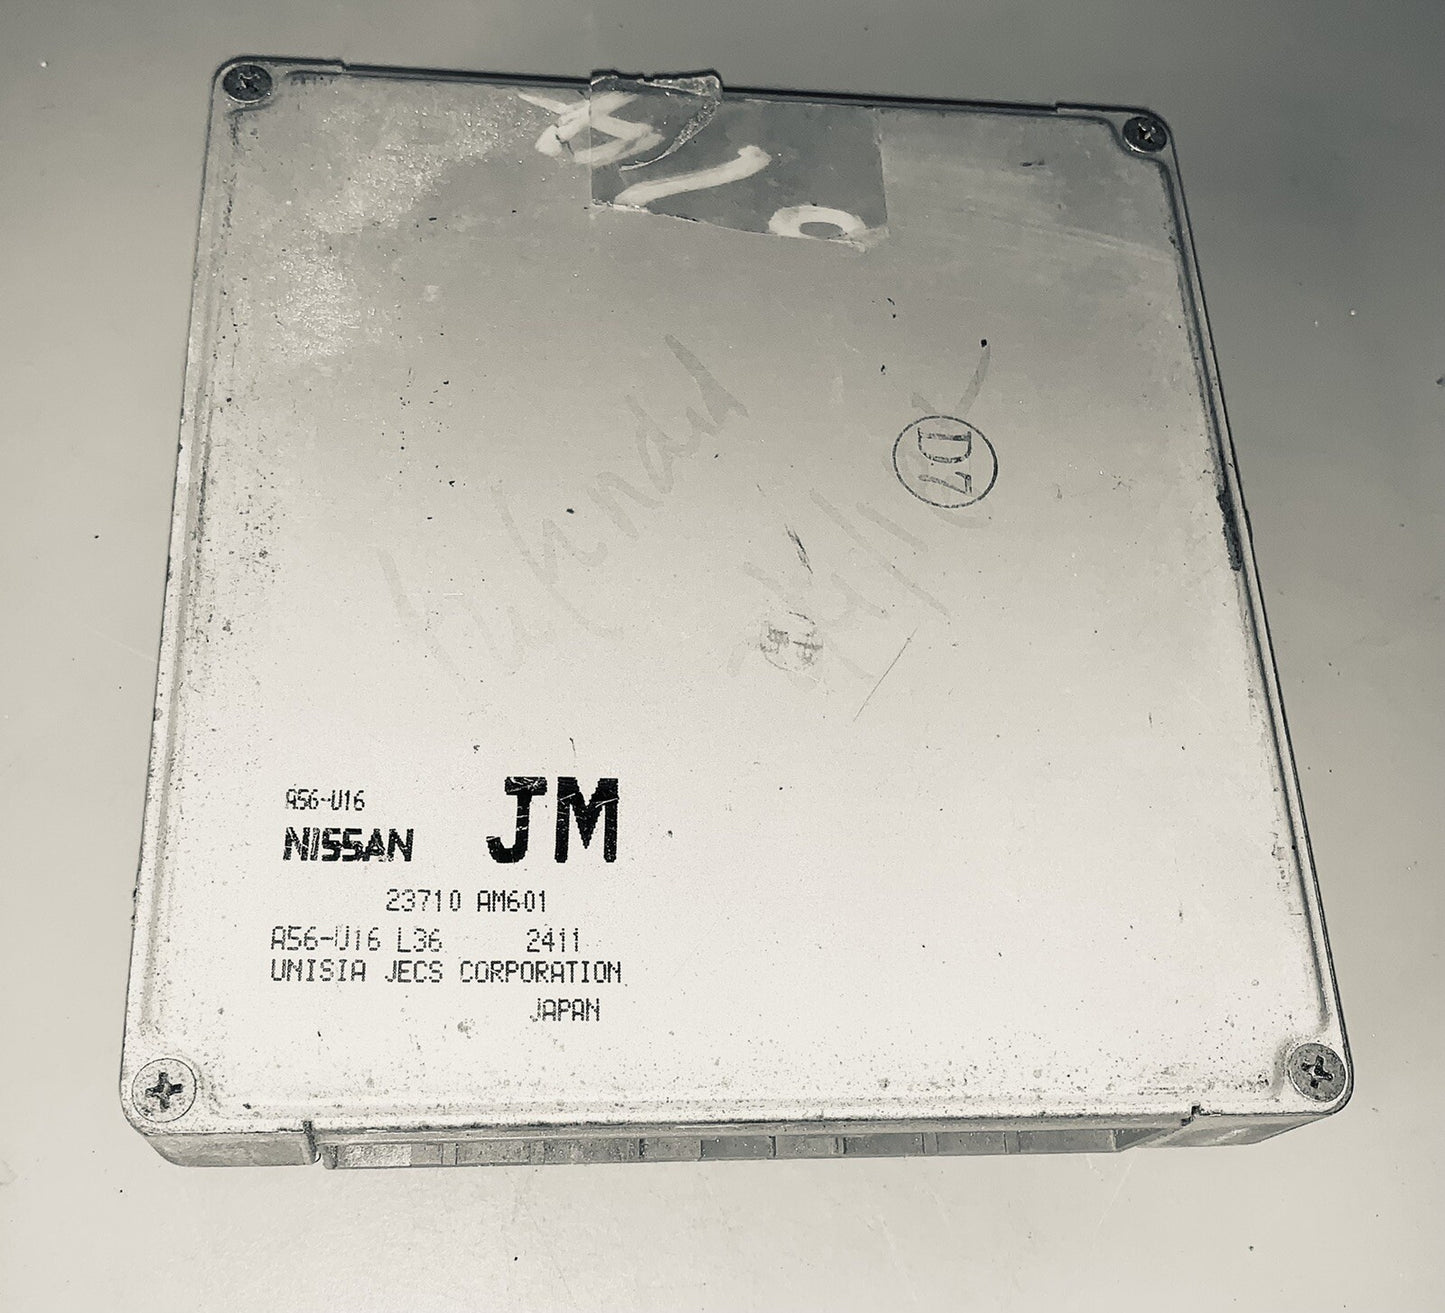 D7
A56-U16
NISSAN JM
23710 AM601
A56-U16 L36 2411
UNISIA JECS CORPORATION
JAPAN